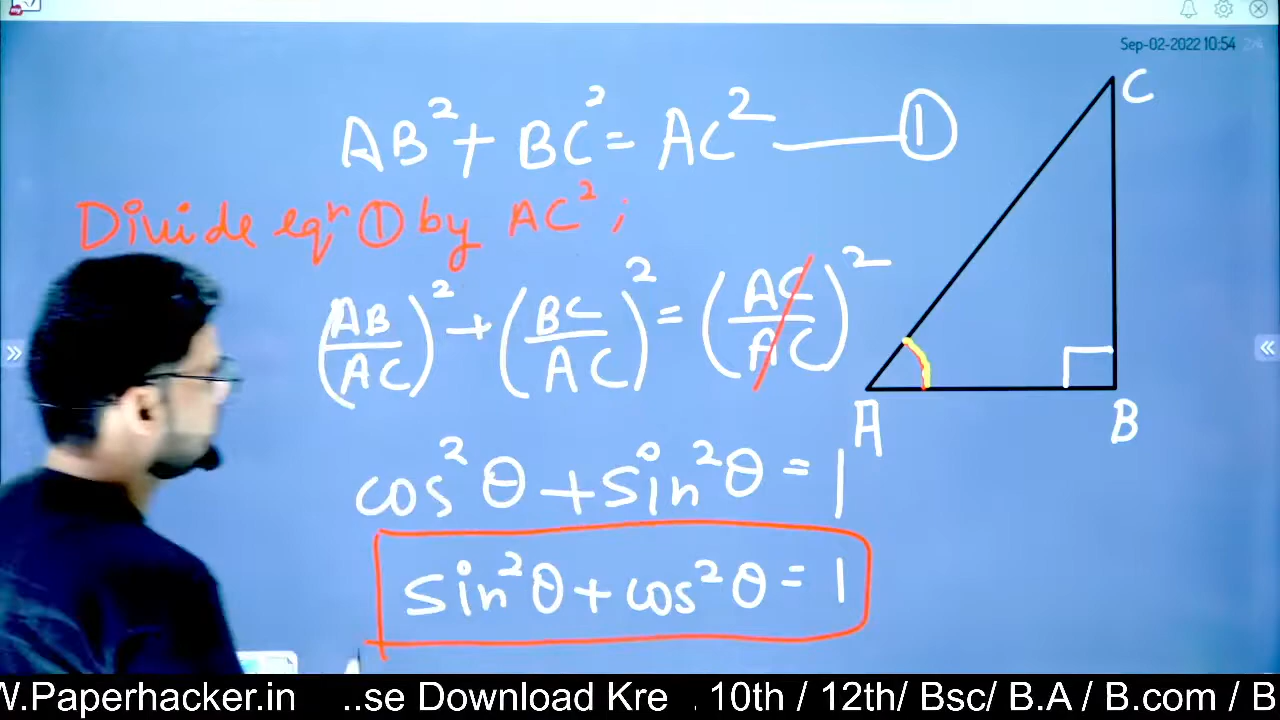 Sep-02-2022 10:54 2/4
AB² + BC² = AC² —— ①
Divide eqⁿ ① by AC² ;
(AB/AC)² + (BC/AC)² = (AC/AC)²
cos²θ + sin²θ = 1
sin²θ + cos²θ = 1
C
A
B
W.Paperhacker.in ..se Download Kre . 10th / 12th/ Bsc/ B.A / B.com / B